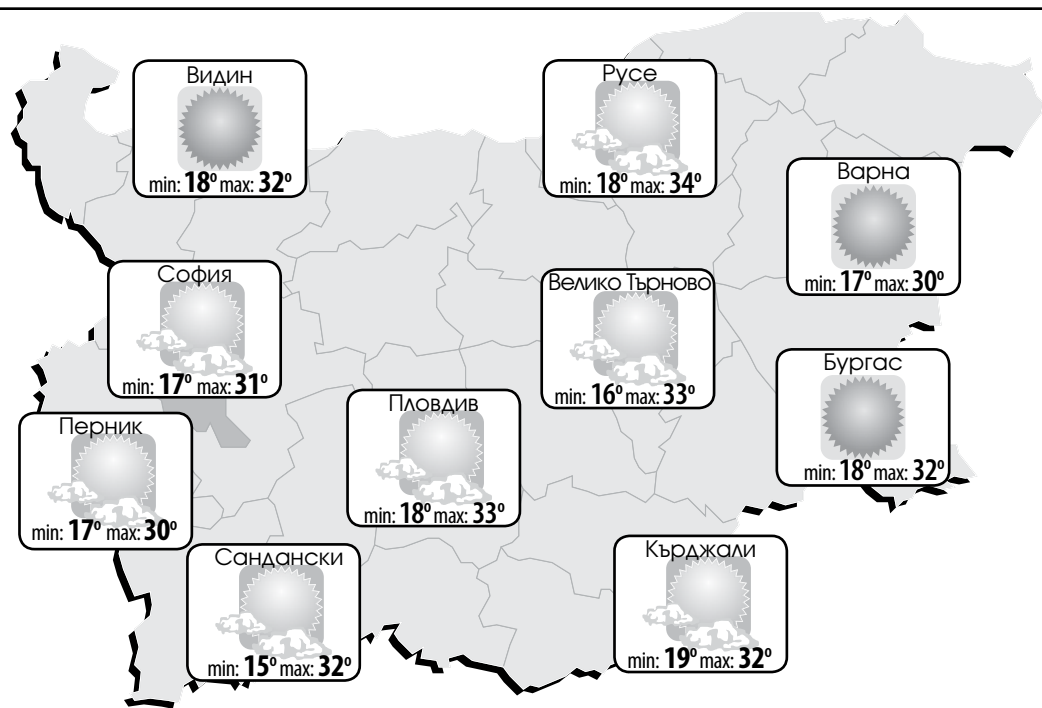 Видин
min: 18º max: 32º
Русе
min: 18º max: 34º
Варна
min: 17º max: 30º
София
min: 17º max: 31º
Велико Търново
min: 16º max: 33º
Бургас
min: 18º max: 32º
Пловдив
min: 18º max: 33º
Перник
min: 17º max: 30º
Сандански
min: 15º max: 32º
Кърджали
min: 19º max: 32º